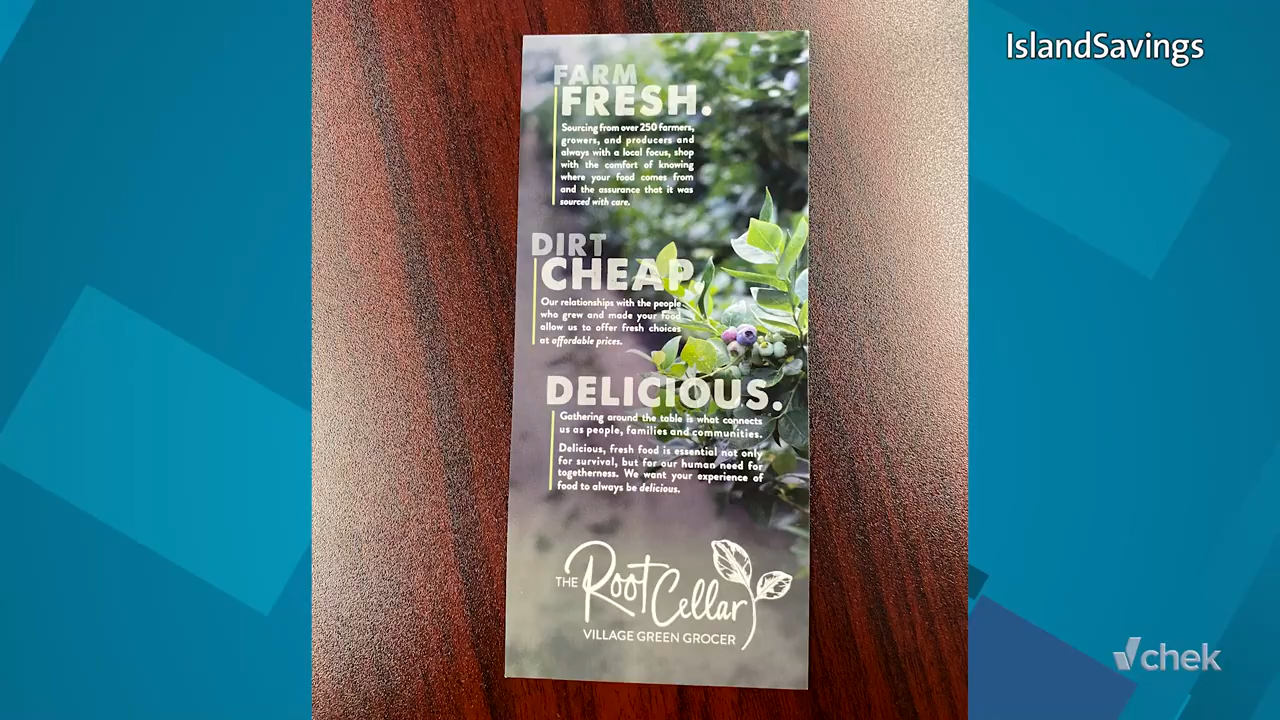 IslandSavings
FARM
FRESH.
Sourcing from over 250 farmers,
growers, and producers and
always with a local focus, shop
with the comfort of knowing
where your food comes from
and the assurance that it was
sourced with care.
DIRT
CHEAP.
Our relationships with the people
who grew and made your food
allow us to offer fresh choices
at affordable prices.
DELICIOUS.
Gathering around the table is what connects
us as people, families and communities.
Delicious, fresh food is essential not only
for survival, but for our human need for
togetherness. We want your experience of
food to always be delicious.
THE Root Cellar
VILLAGE GREEN GROCER
chek